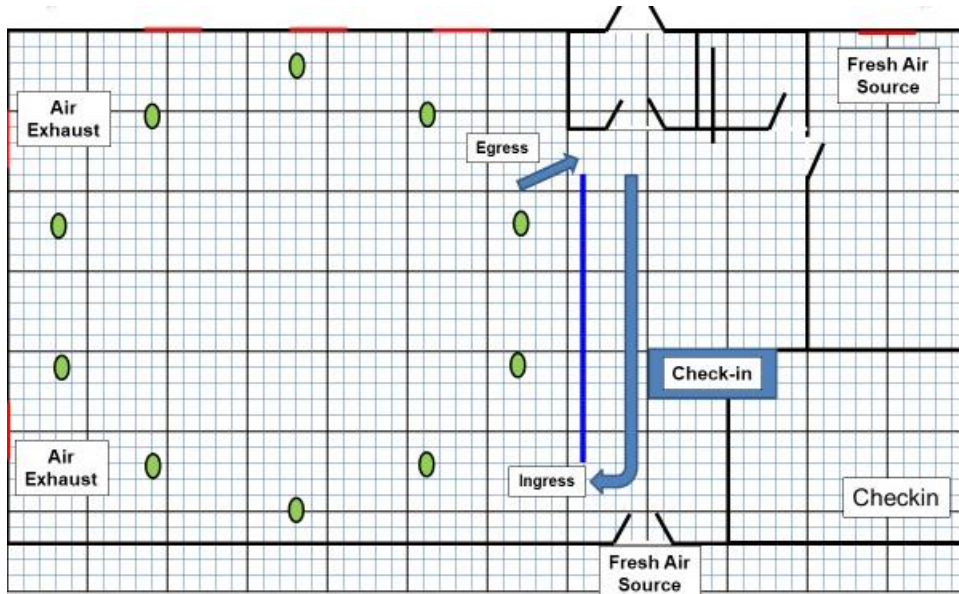 Fresh Air
Source
Air
Exhaust
Egress
Check-in
Air
Exhaust
Ingress
Checkin
Fresh Air
Source